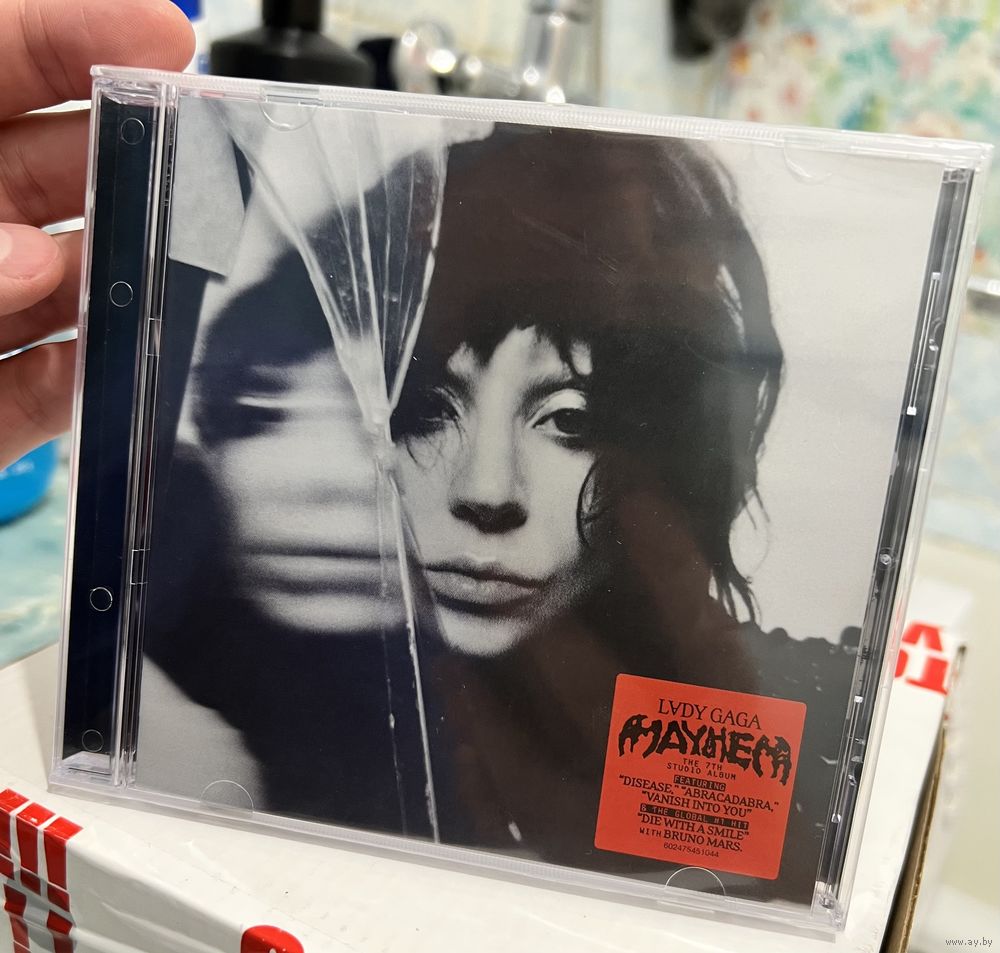 LVDY GAGA
MAYHEM
THE 7TH
STUDIO ALBUM
FEATURING
"DISEASE," "ABRACADABRA,"
"VANISH INTO YOU"
& THE GLOBAL #1 HIT
"DIE WITH A SMILE"
WITH BRUNO MARS.
602475451044
www.ay.by